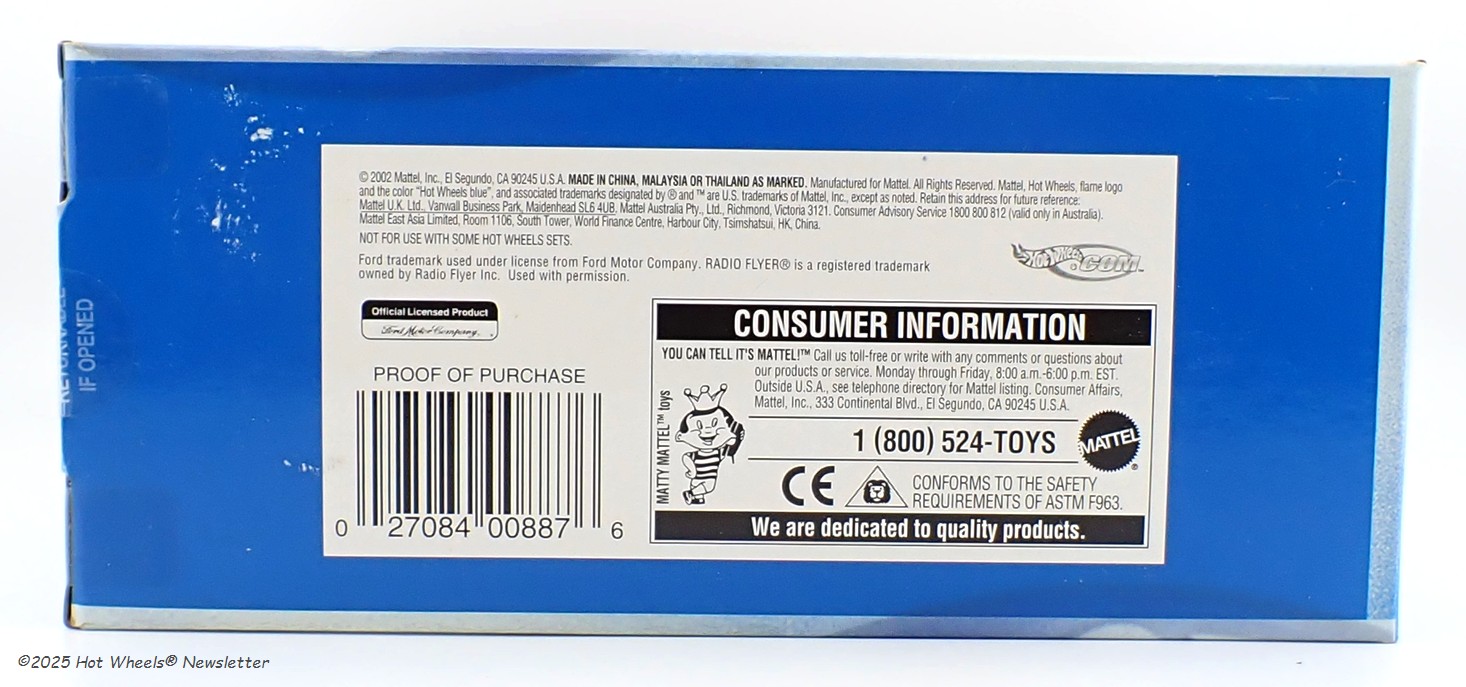 © 2002 Mattel, Inc., El Segundo, CA 90245 U.S.A. MADE IN CHINA, MALAYSIA OR THAILAND AS MARKED. Manufactured for Mattel. All Rights Reserved. Mattel, Hot Wheels, flame logo
and the color "Hot Wheels blue", and associated trademarks designated by ® and ™ are U.S. trademarks of Mattel, Inc., except as noted. Retain this address for future reference:
Mattel U.K. Ltd., Vanwall Business Park, Maidenhead SL6 4UB. Mattel Australia Pty., Ltd., Richmond, Victoria 3121. Consumer Advisory Service 1800 800 812 (valid only in Australia).
Mattel East Asia Limited, Room 1106, South Tower, World Finance Centre, Harbour City, Tsimshatsui, HK, China.
NOT FOR USE WITH SOME HOT WHEELS SETS.
Ford trademark used under license from Ford Motor Company. RADIO FLYER® is a registered trademark
owned by Radio Flyer Inc. Used with permission.
HOT WHEELS.COM™
Official Licensed Product
Ford Motor Company.
PROOF OF PURCHASE
0 27084 00887 6
CONSUMER INFORMATION
YOU CAN TELL IT'S MATTEL!™ Call us toll-free or write with any comments or questions about
our products or service. Monday through Friday, 8:00 a.m.-6:00 p.m. EST.
Outside U.S.A., see telephone directory for Mattel listing. Consumer Affairs,
Mattel, Inc., 333 Continental Blvd., El Segundo, CA 90245 U.S.A.
MATTY MATTEL™ toys
1 (800) 524-TOYS
MATTEL®
CE
CONFORMS TO THE SAFETY
REQUIREMENTS OF ASTM F963.
We are dedicated to quality products.
IF OPENED
©2025 Hot Wheels® Newsletter